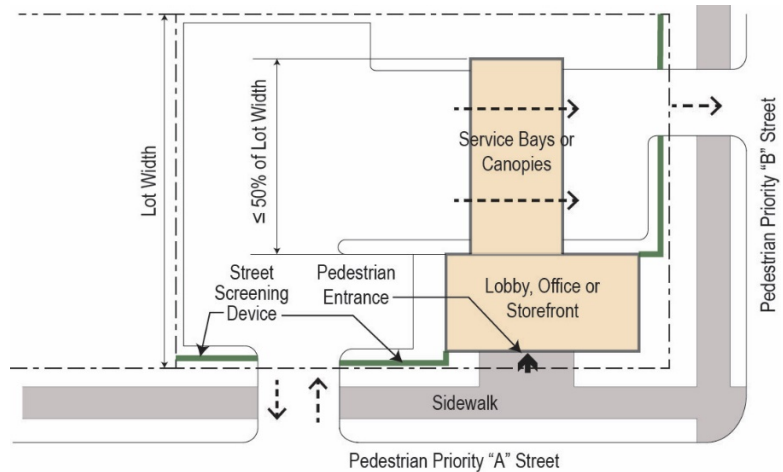 Lot Width
≤ 50% of Lot Width
Service Bays or
Canopies
Street
Screening
Device
Pedestrian
Entrance
Lobby, Office or
Storefront
Sidewalk
Pedestrian Priority “A” Street
Pedestrian Priority “B” Street